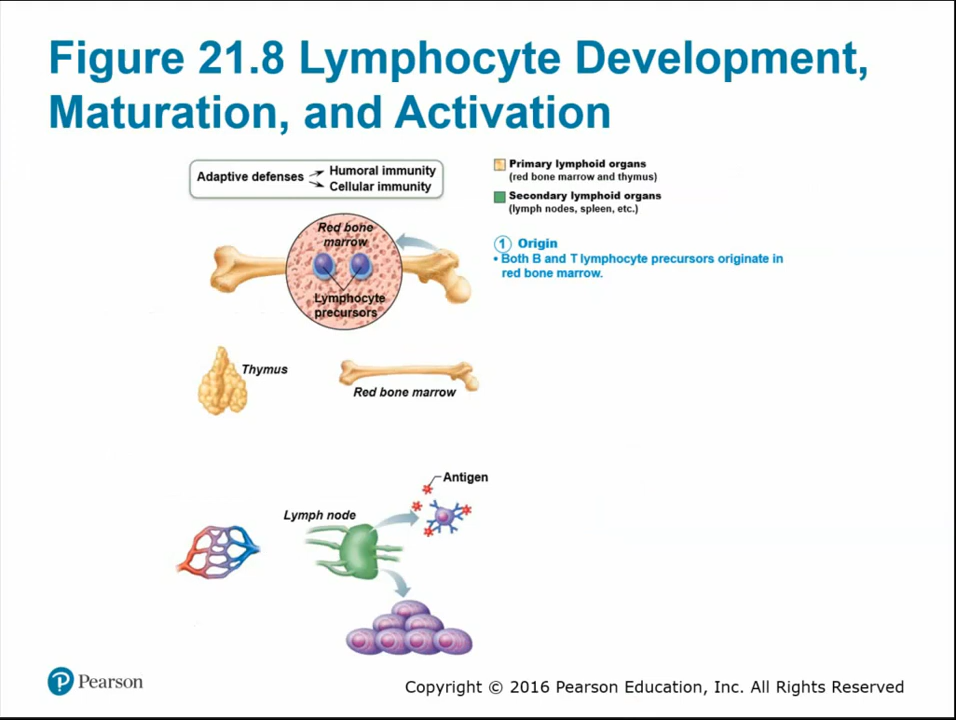 Figure 21.8 Lymphocyte Development,
Maturation, and Activation
Adaptive defenses
Humoral immunity
Cellular immunity
Primary lymphoid organs
(red bone marrow and thymus)
Secondary lymphoid organs
(lymph nodes, spleen, etc.)
Red bone
marrow
Lymphocyte
precursors
1 Origin
• Both B and T lymphocyte precursors originate in
red bone marrow.
Thymus
Red bone marrow
Antigen
Lymph node
P Pearson
Copyright © 2016 Pearson Education, Inc. All Rights Reserved